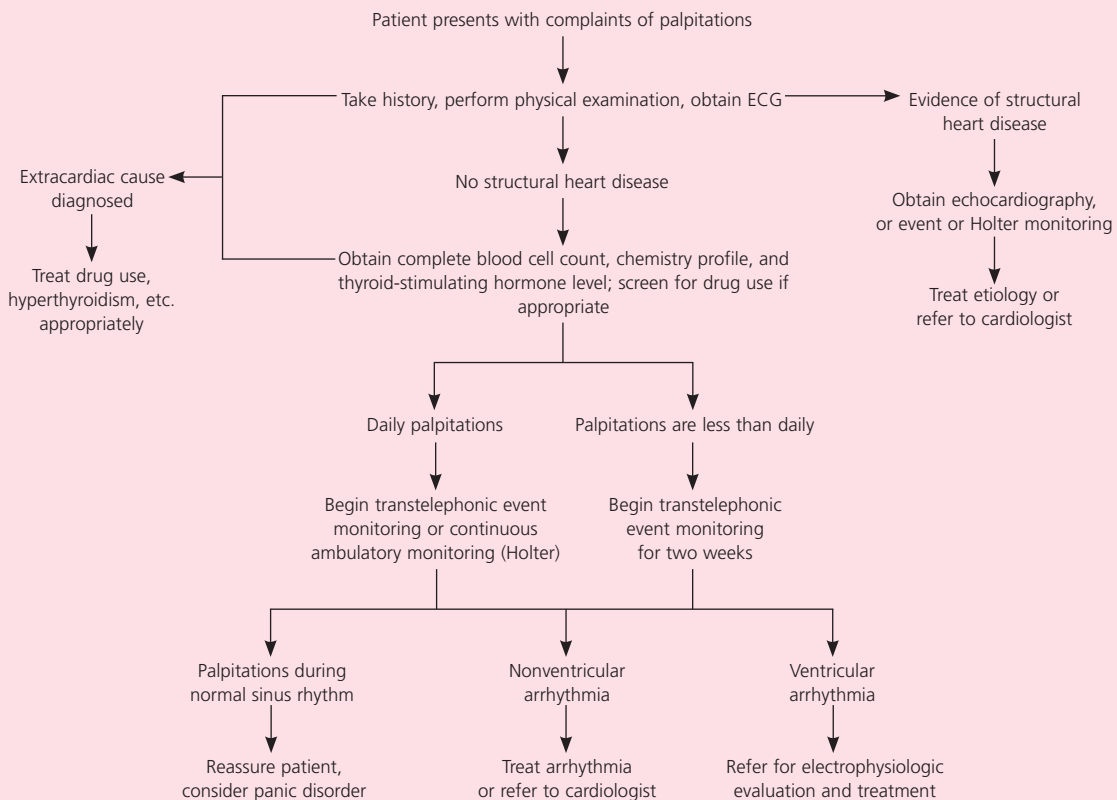 Patient presents with complaints of palpitations
Take history, perform physical examination, obtain ECG
Evidence of structural
heart disease
Extracardiac cause
diagnosed
No structural heart disease
Obtain echocardiography,
or event or Holter monitoring
Treat drug use,
hyperthyroidism, etc.
appropriately
Obtain complete blood cell count, chemistry profile, and
thyroid-stimulating hormone level; screen for drug use if
appropriate
Treat etiology or
refer to cardiologist
Daily palpitations
Palpitations are less than daily
Begin transtelephonic event
monitoring or continuous
ambulatory monitoring (Holter)
Begin transtelephonic
event monitoring
for two weeks
Palpitations during
normal sinus rhythm
Nonventricular
arrhythmia
Ventricular
arrhythmia
Reassure patient,
consider panic disorder
Treat arrhythmia
or refer to cardiologist
Refer for electrophysiologic
evaluation and treatment